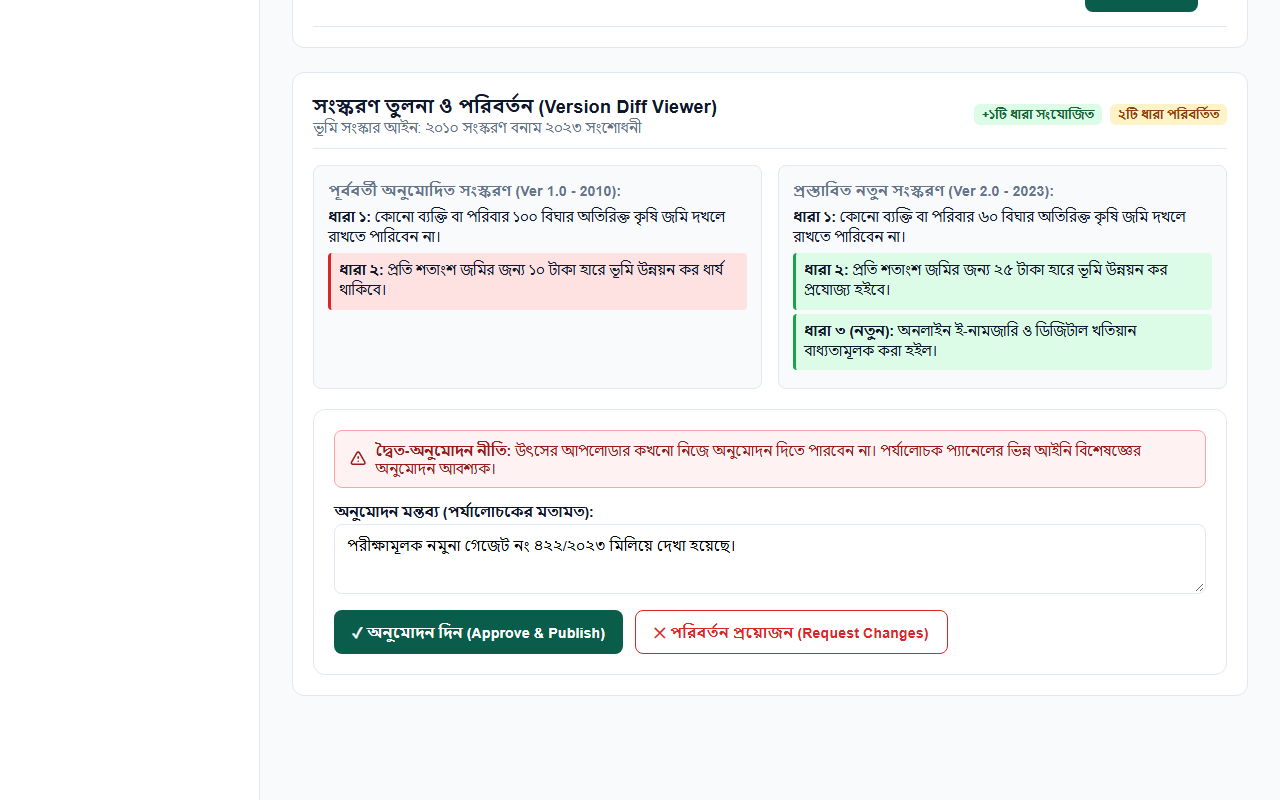 সংস্করণ তুলনা ও পরিবর্তন (Version Diff Viewer)
ভূমি সংস্কার আইন: ২০১০ সংস্করণ বনাম ২০২৩ সংশোধনী
+১টি ধারা সংযোজিত
২টি ধারা পরিবর্তিত
পূর্ববর্তী অনুমোদিত সংস্করণ (Ver 1.0 - 2010):
ধারা ১: কোনো ব্যক্তি বা পরিবার ১০০ বিঘার অতিরিক্ত কৃষি জমি দখলে
রাখতে পারিবেন না।
ধারা ২: প্রতি শতাংশ জমির জন্য ১০ টাকা হারে ভূমি উন্নয়ন কর ধার্য
থাকিবে।
প্রস্তাবিত নতুন সংস্করণ (Ver 2.0 - 2023):
ধারা ১: কোনো ব্যক্তি বা পরিবার ৬০ বিঘার অতিরিক্ত কৃষি জমি দখলে
রাখতে পারিবেন না।
ধারা ২: প্রতি শতাংশ জমির জন্য ২৫ টাকা হারে ভূমি উন্নয়ন কর
প্রযোজ্য হইবে।
ধারা ৩ (নতুন): অনলাইন ই-নামজারি ও ডিজিটাল খতিয়ান
বাধ্যতামূলক করা হইল।
দ্বৈত-অনুমোদন নীতি: উৎসের আপলোডার কখনো নিজে অনুমোদন দিতে পারবেন না। পর্যালোচক প্যানেলের ভিন্ন আইনি বিশেষজ্ঞের
অনুমোদন আবশ্যক।
অনুমোদন মন্তব্য (পর্যালোচকের মতামত):
পরীক্ষামূলক নমুনা গেজেট নং ৪২২/২০২৩ মিলিয়ে দেখা হয়েছে।
✓ অনুমোদন দিন (Approve & Publish)
✕ পরিবর্তন প্রয়োজন (Request Changes)